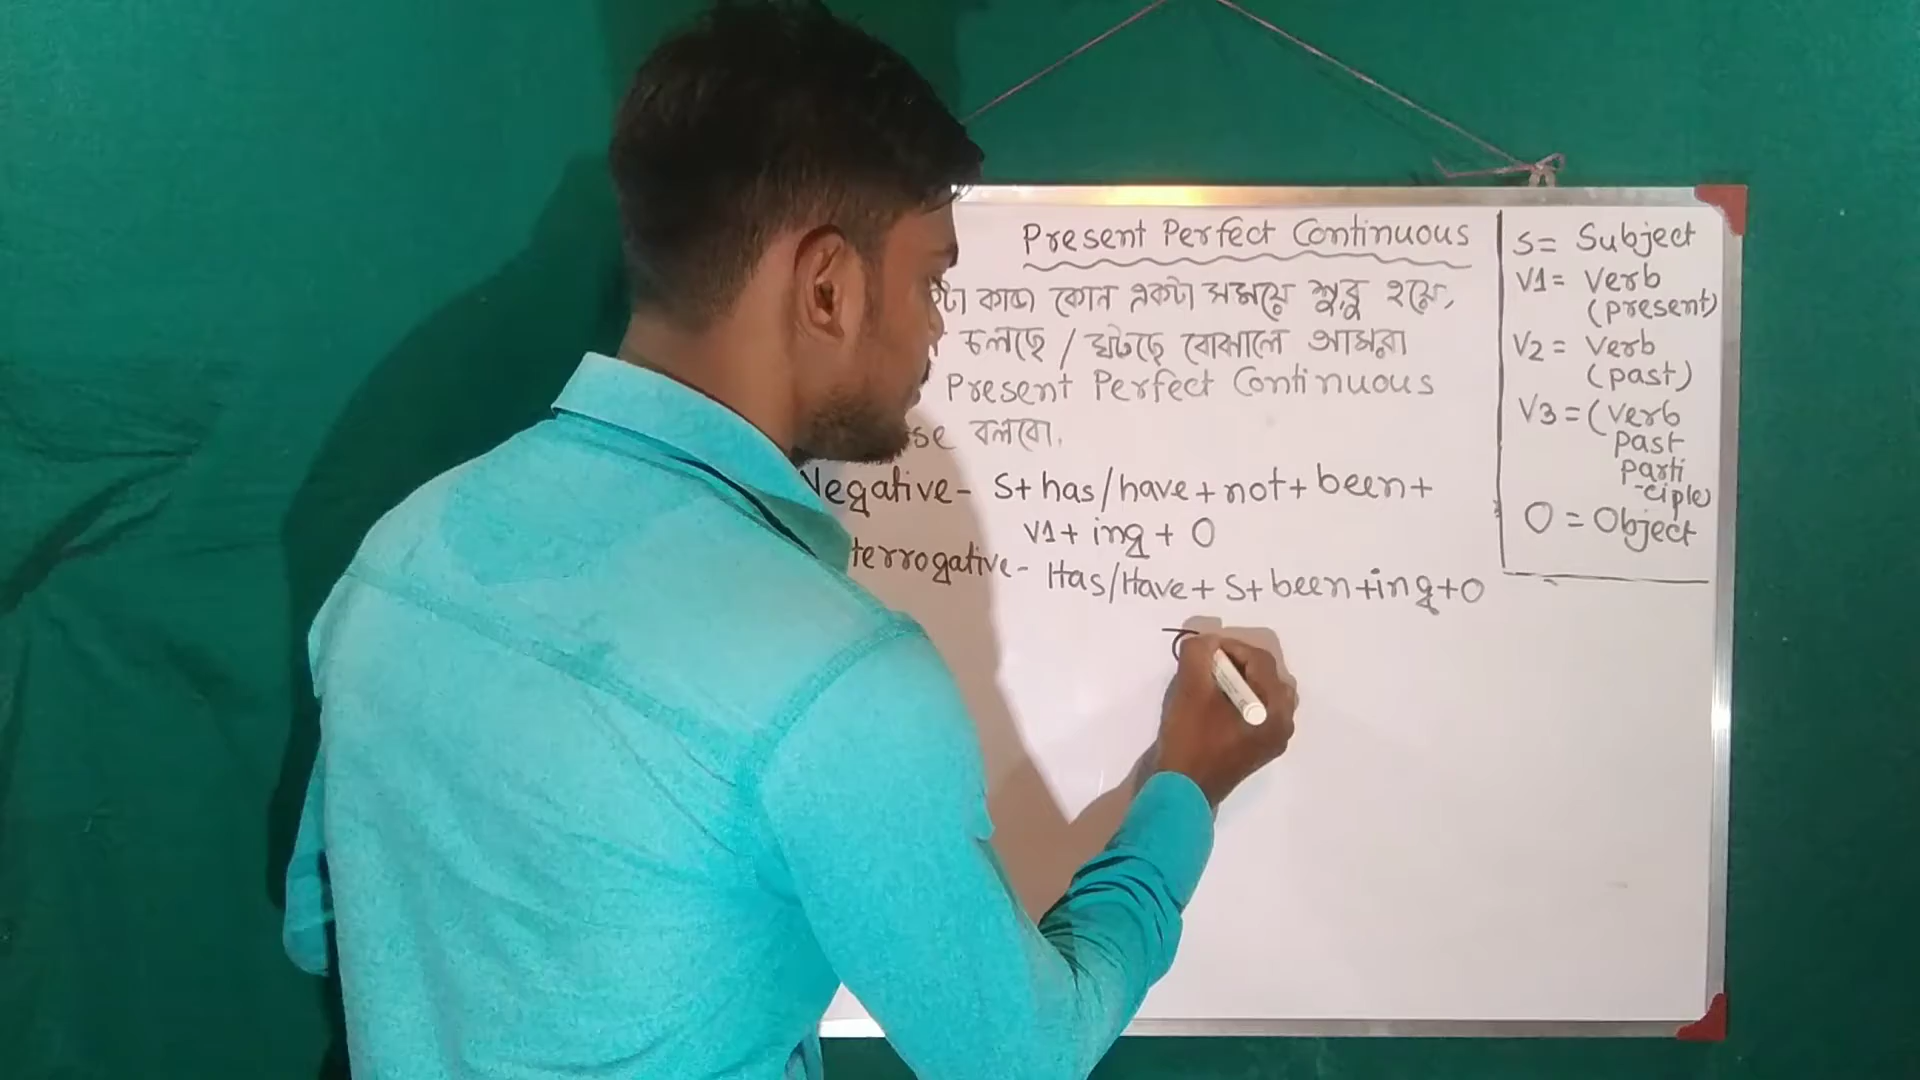 Present Perfect Continuous
কাজ কোন একটা সময়ে শুরু হয়ে,
চলছে / ঘটছে বোঝালে আমরা
Present Perfect Continuous
বলবো.
Negative- S+ has/have + not + been +
V1 + ing + O
terrogative- Has/Have + S+ been +ing+O
S = Subject
V1 = Verb
(present)
V2 = Verb
(past)
V3 = (Verb
past
parti
-ciple)
O = Object